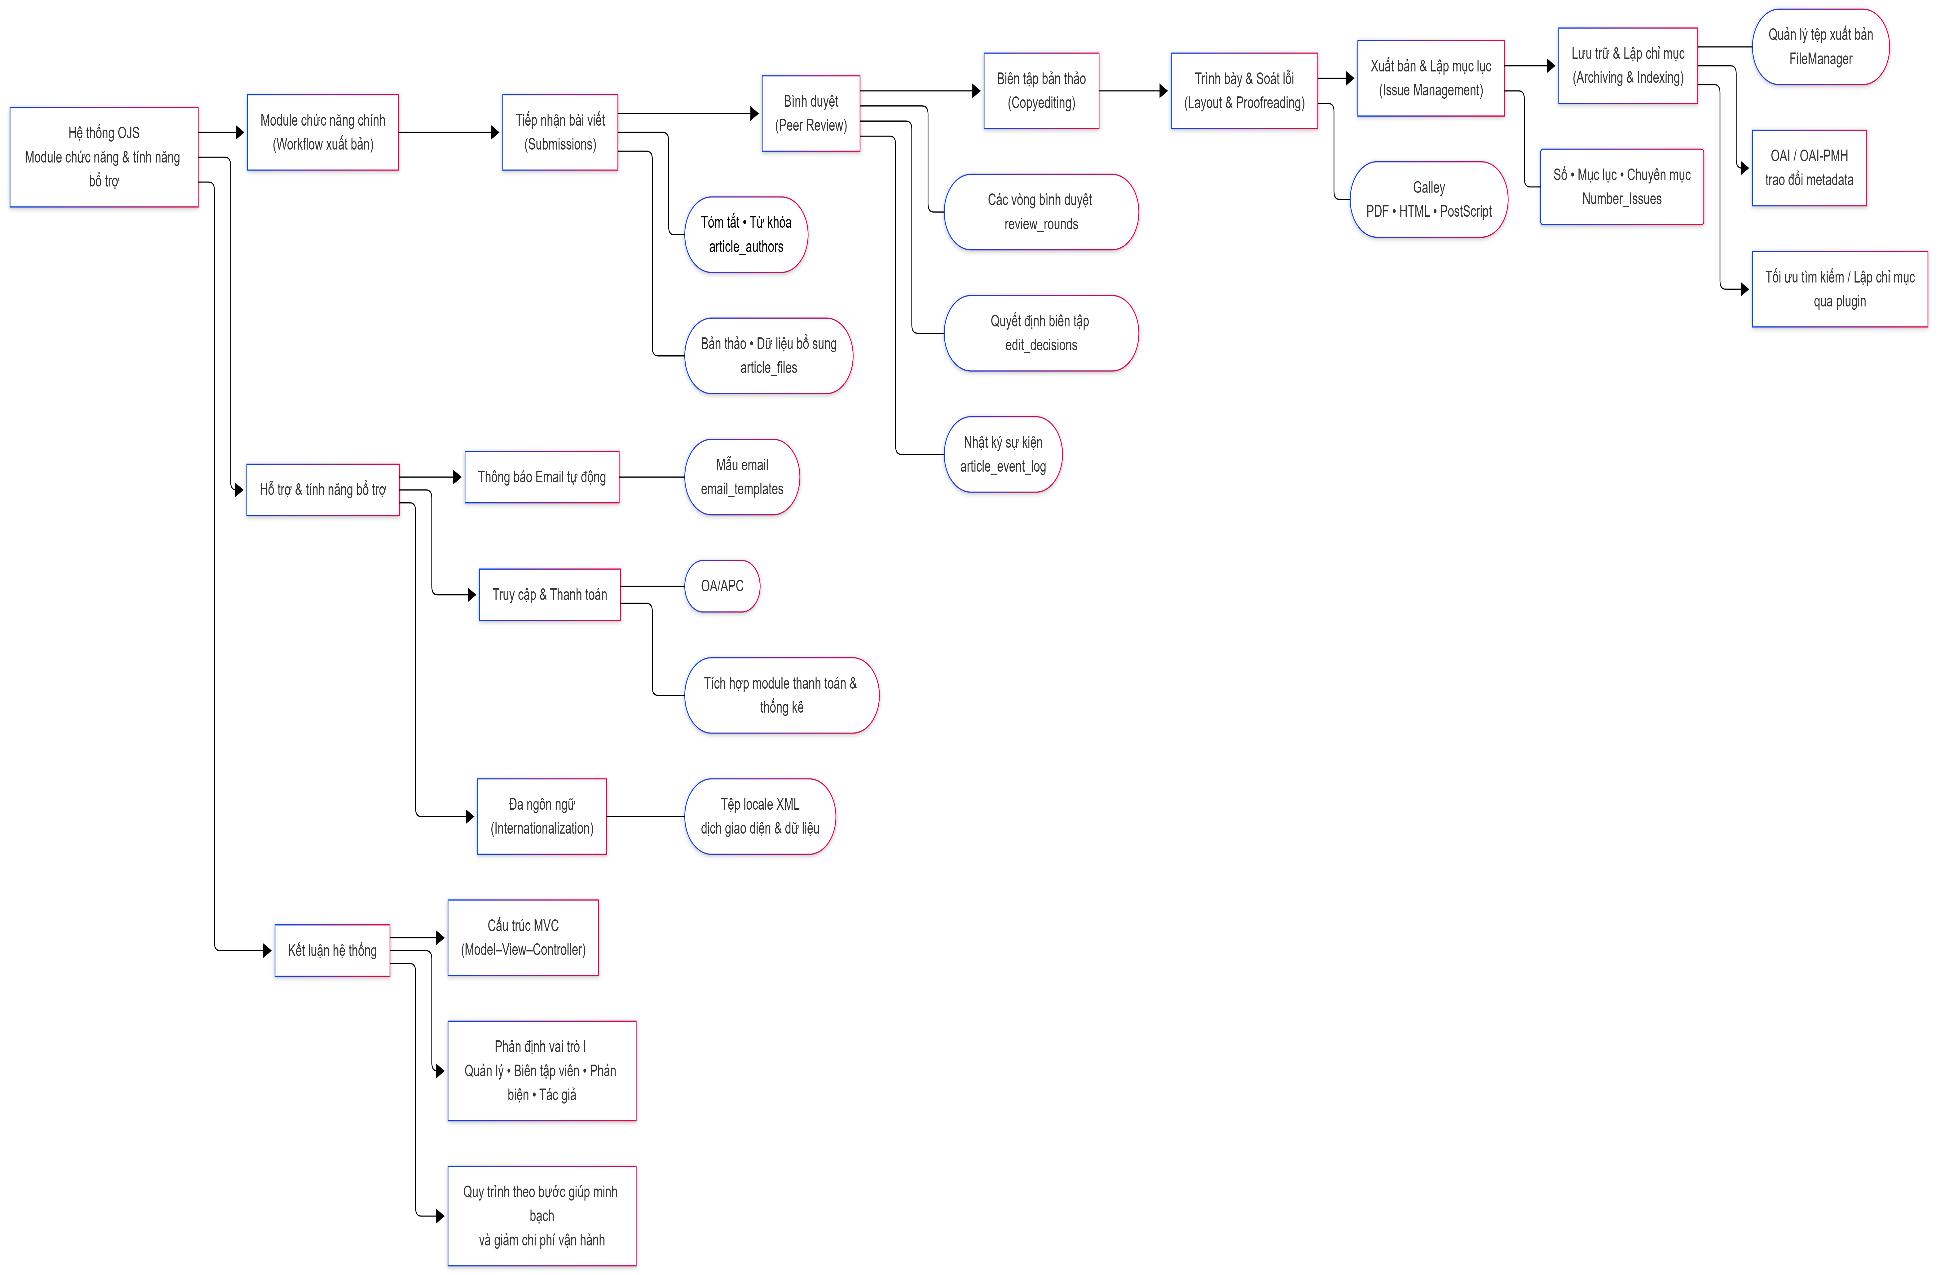 Hệ thống OJS
Module chức năng & tính năng
bổ trợ
Module chức năng chính
(Workflow xuất bản)
Tiếp nhận bài viết
(Submissions)
Tóm tắt • Từ khóa
article_authors
Bản thảo • Dữ liệu bổ sung
article_files
Bình duyệt
(Peer Review)
Các vòng bình duyệt
review_rounds
Quyết định biên tập
edit_decisions
Nhật ký sự kiện
article_event_log
Biên tập bản thảo
(Copyediting)
Trình bày & Soát lỗi
(Layout & Proofreading)
Galley
PDF • HTML • PostScript
Xuất bản & Lập mục lục
(Issue Management)
Số • Mục lục • Chuyên mục
Number_Issues
Lưu trữ & Lập chỉ mục
(Archiving & Indexing)
Quản lý tệp xuất bản
FileManager
OAI / OAI-PMH
trao đổi metadata
Tối ưu tìm kiếm / Lập chỉ mục
qua plugin
Hỗ trợ & tính năng bổ trợ
Thông báo Email tự động
Mẫu email
email_templates
Truy cập & Thanh toán
OA/APC
Tích hợp module thanh toán &
thống kê
Đa ngôn ngữ
(Internationalization)
Tệp locale XML
dịch giao diện & dữ liệu
Kết luận hệ thống
Cấu trúc MVC
(Model–View–Controller)
Phân định vai trò l
Quản lý • Biên tập viên • Phản
biện • Tác giả
Quy trình theo bước giúp minh
bạch
và giảm chi phí vận hành